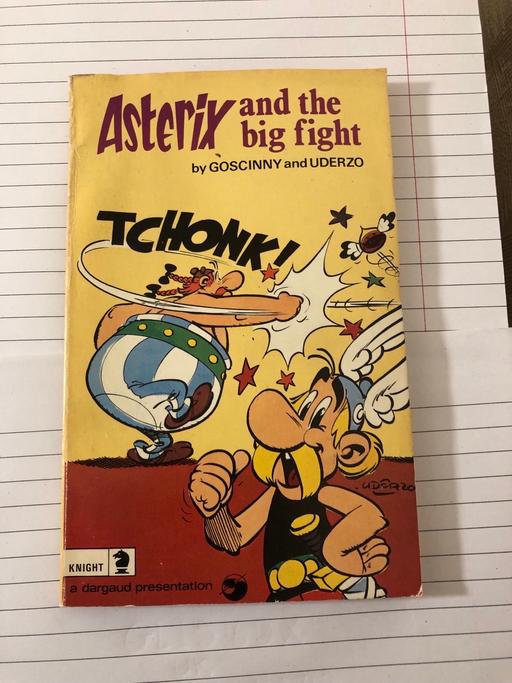 Asterix and the
big fight
by GOSCINNY and UDERZO
TCHONK!
UDERZO
KNIGHT
a dargaud presentation